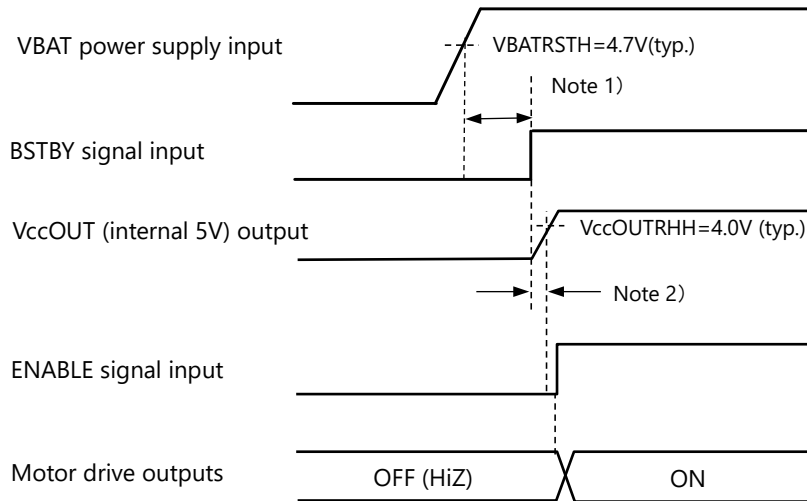 VBAT power supply input
VBATRSTH=4.7V(typ.)
Note 1）
BSTBY signal input
VccOUT (internal 5V) output
VccOUTRHH=4.0V (typ.)
Note 2）
ENABLE signal input
Motor drive outputs
OFF (HiZ)
ON